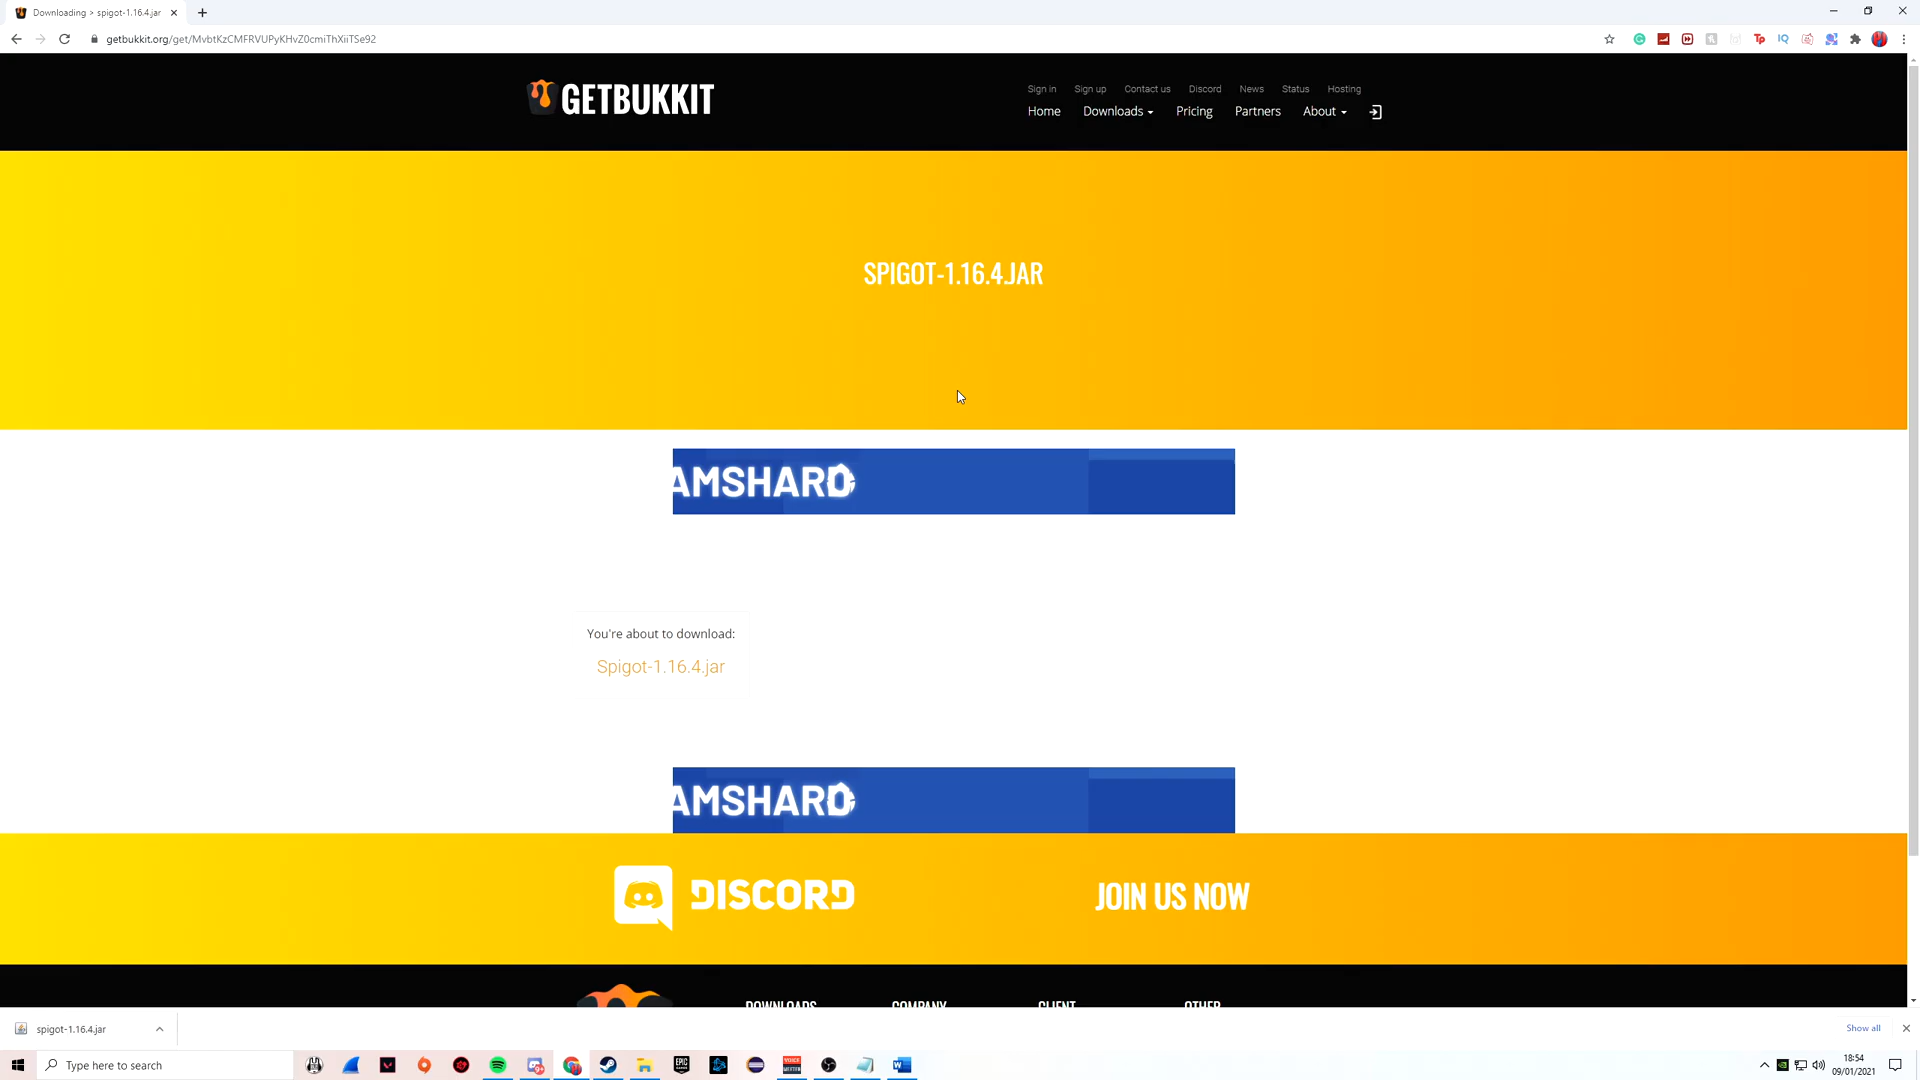 Downloading > spigot-1.16.4.jar
getbukkit.org/get/MvbtKzCMFRVUPyKHvZ0cmiThXiiTSe92
GETBUKKIT
Sign in Sign up Contact us Discord News Status Hosting
Home Downloads Pricing Partners About
SPIGOT-1.16.4.JAR
AMSHARD
You're about to download:
Spigot-1.16.4.jar
AMSHARD
DISCORD JOIN US NOW
DOWNLOADS COMPANY CLIENT OTHER
spigot-1.16.4.jar
Show all
Type here to search
18:54
09/01/2021